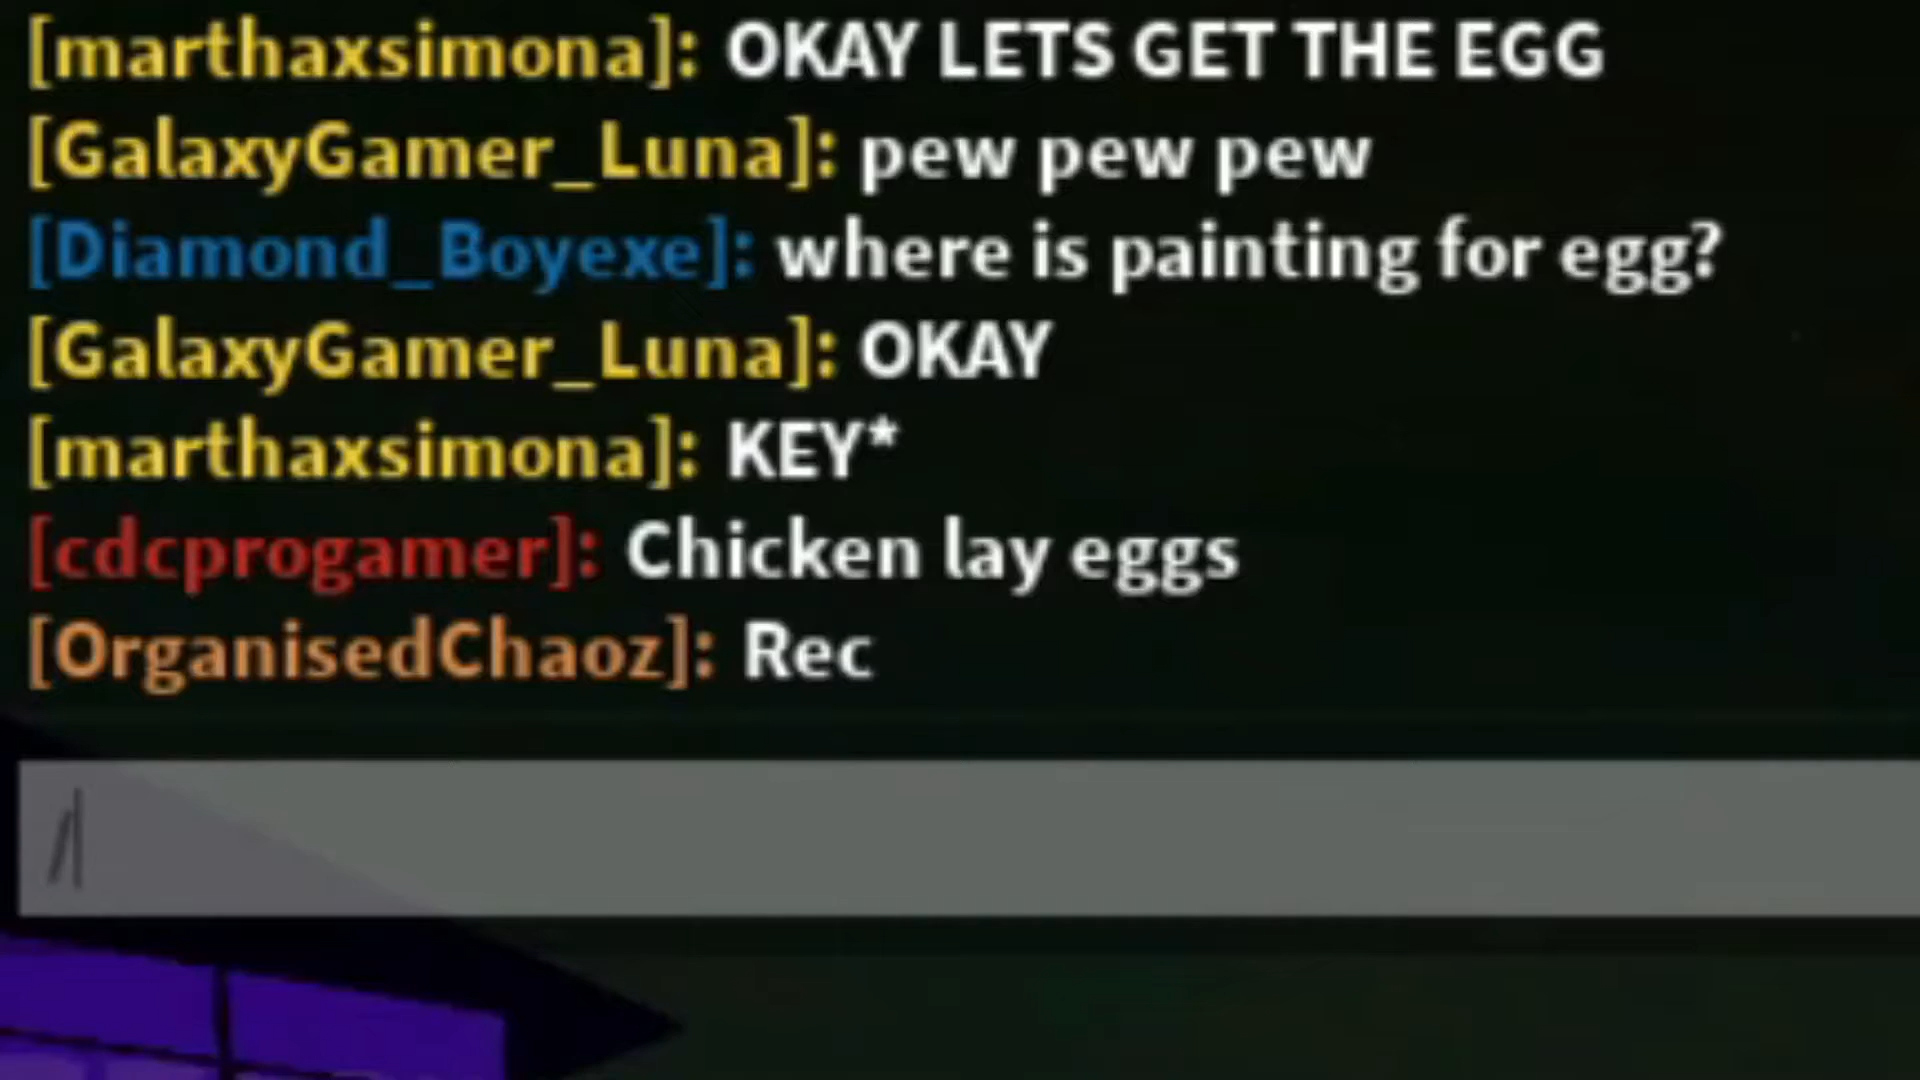 [marthaxsimona]: OKAY LETS GET THE EGG
[GalaxyGamer_Luna]: pew pew pew
[Diamond_Boyexe]: where is painting for egg?
[GalaxyGamer_Luna]: OKAY
[marthaxsimona]: KEY*
[cdcprogamer]: Chicken lay eggs
[OrganisedChaoz]: Rec
/